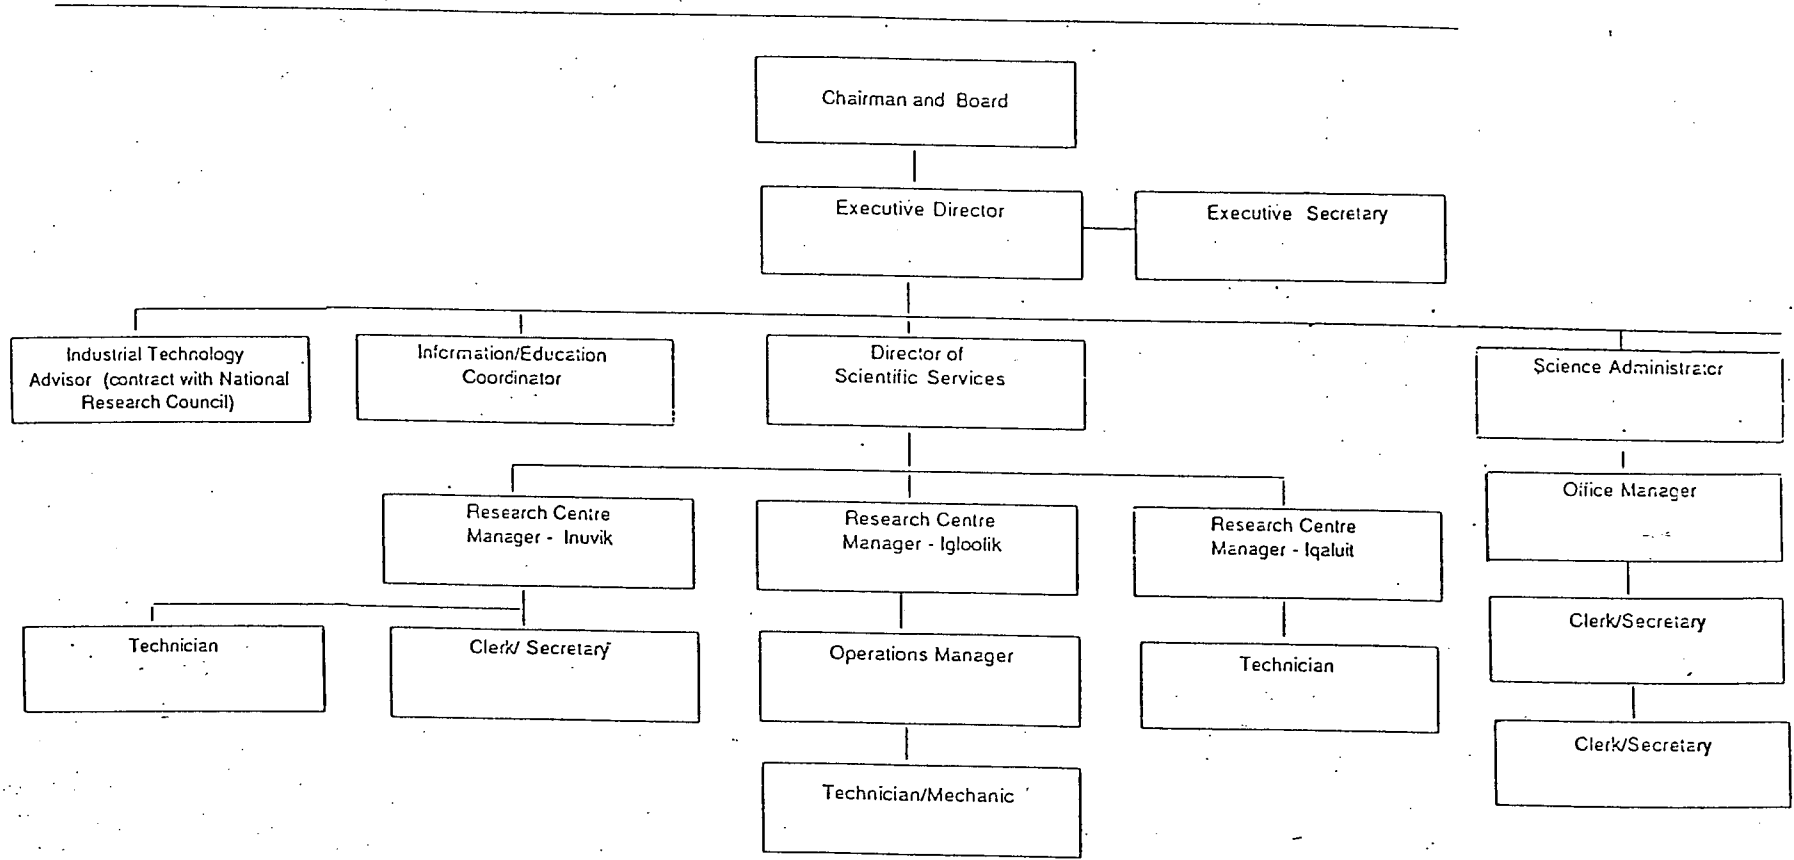 Chairman and Board
Executive Director
Executive Secretary
Industrial Technology
Advisor (contract with National
Research Council)
Information/Education
Coordinator
Director of
Scientific Services
Science Administrator
Office Manager
Research Centre
Manager - Inuvik
Research Centre
Manager - Igloolik
Research Centre
Manager - Iqaluit
Clerk/Secretary
Technician
Clerk/ Secretary
Operations Manager
Technician
Clerk/Secretary
Technician/Mechanic